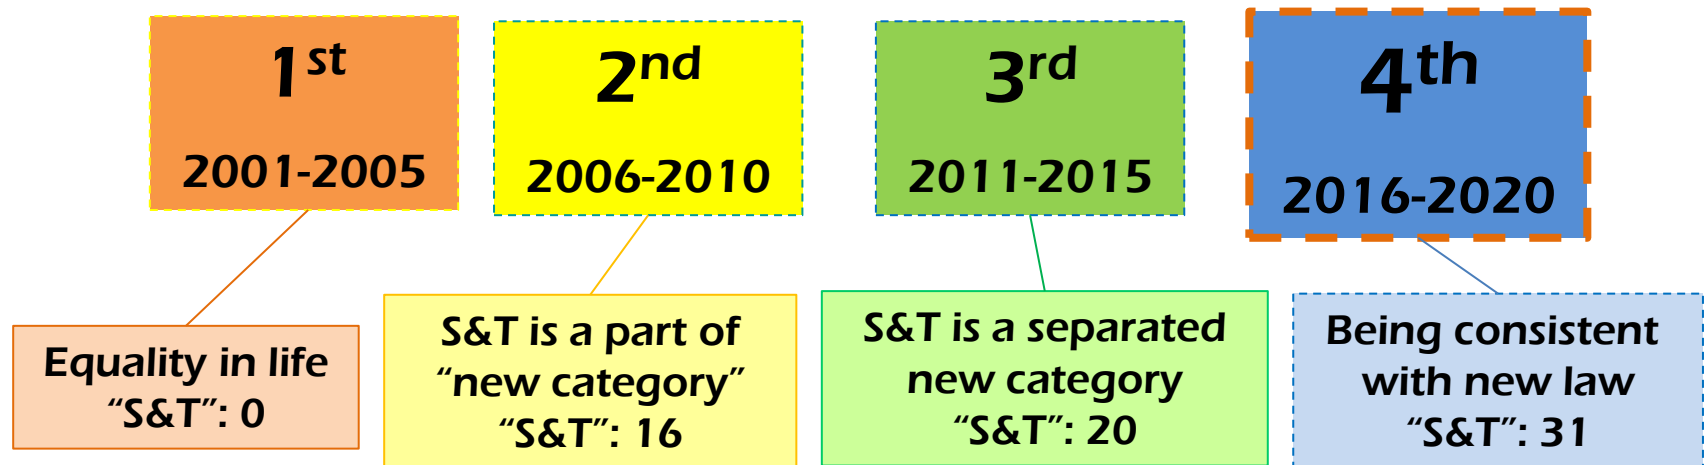 1st
2001-2005
2nd
2006-2010
3rd
2011-2015
4th
2016-2020
Equality in life
“S&T”: 0
S&T is a part of
“new category”
“S&T”: 16
S&T is a separated
new category
“S&T”: 20
Being consistent
with new law
“S&T”: 31